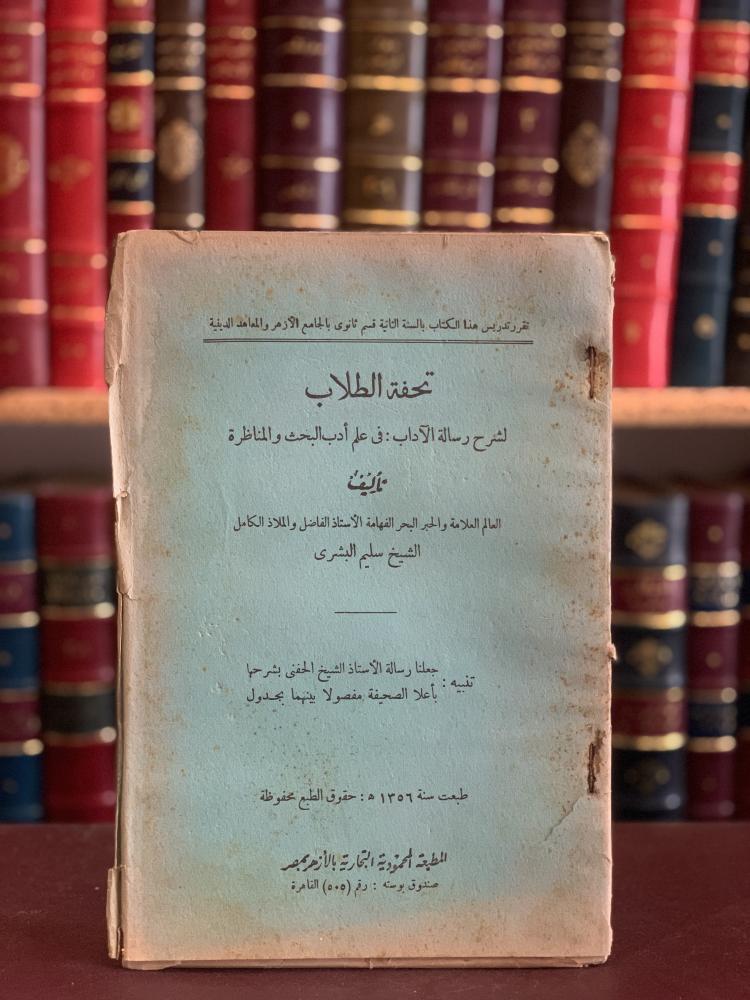 تقرر تدريس هذا الكتاب بالسنة الثانية قسم ثانوى بالجامع الأزهر والمعاهد الدينية
تحفة الطلاب
لشرح رسالة الآداب : فى علم أدب البحث والمناظرة
تأليف
العالم العلامة والحبر البحر الفهامة الأستاذ الفاضل والملاذ الكامل
الشيخ سليم البشرى
تنبيه : جعلنا رسالة الأستاذ الشيخ الحفنى بشرحها
بأعلا الصحيفة مفصولا بينهما بجدول
طبعت سنة ١٣٥٦ ه : حقوق الطبع محفوظة
المطبعة المحمودية التجارية بالأزهر بمصر
صندوق بوسته : رقم (٥٠٥) القاهرة